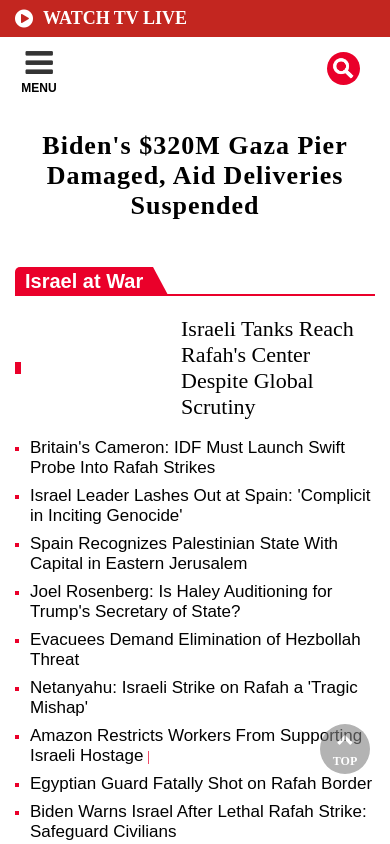 WATCH TV LIVE
MENU
Biden's $320M Gaza Pier
Damaged, Aid Deliveries
Suspended
Israel at War
Israeli Tanks Reach
Rafah's Center
Despite Global
Scrutiny
Britain's Cameron: IDF Must Launch Swift
Probe Into Rafah Strikes
Israel Leader Lashes Out at Spain: 'Complicit
in Inciting Genocide'
Spain Recognizes Palestinian State With
Capital in Eastern Jerusalem
Joel Rosenberg: Is Haley Auditioning for
Trump's Secretary of State?
Evacuees Demand Elimination of Hezbollah
Threat
Netanyahu: Israeli Strike on Rafah a 'Tragic
Mishap'
Amazon Restricts Workers From Supporting
Israeli Hostage |
TOP
Egyptian Guard Fatally Shot on Rafah Border
Biden Warns Israel After Lethal Rafah Strike:
Safeguard Civilians